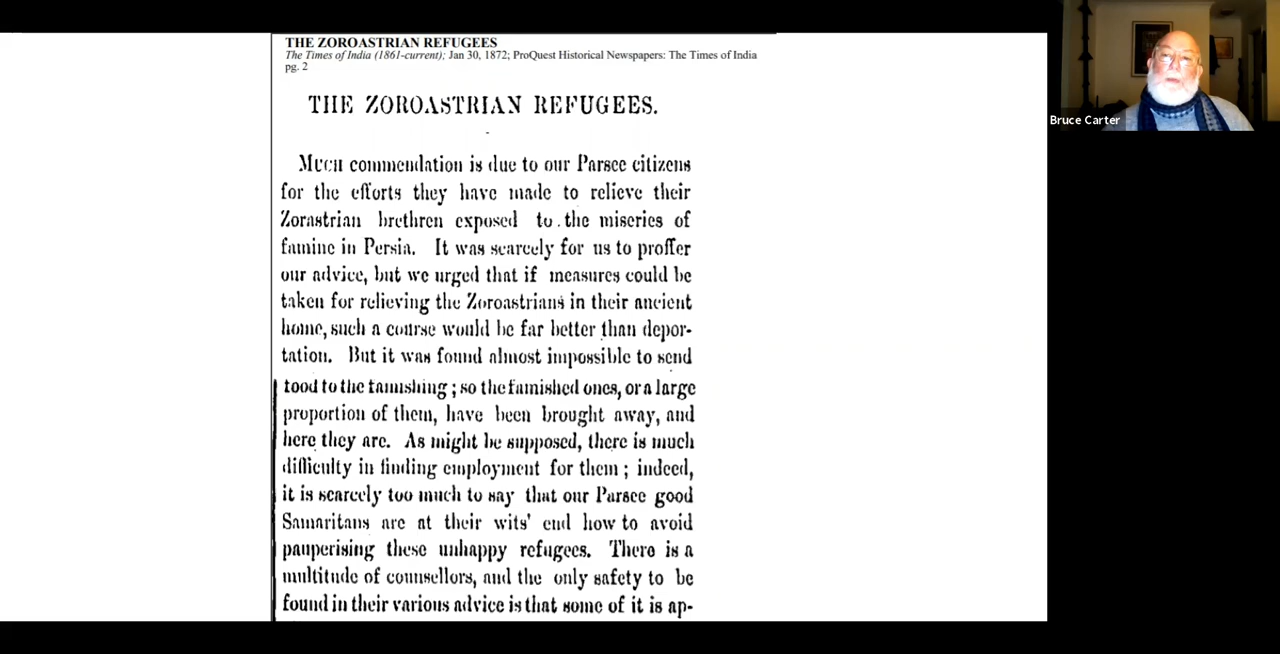 THE ZOROASTRIAN REFUGEES
The Times of India (1861-current); Jan 30, 1872; ProQuest Historical Newspapers: The Times of India
pg. 2
THE ZOROASTRIAN REFUGEES.
MUCH commendation is due to our Parsee citizens
for the efforts they have made to relieve their
Zorastrian brethren exposed to the miseries of
famine in Persia. It was scarcely for us to proffer
our advice, but we urged that if measures could be
taken for relieving the Zoroastrians in their ancient
home, such a course would be far better than depor-
tation. But it was found almost impossible to send
food to the famishing; so the famished ones, or a large
proportion of them, have been brought away, and
here they are. As might be supposed, there is much
difficulty in finding employment for them; indeed,
it is scarcely too much to say that our Parsee good
Samaritans are at their wits' end how to avoid
pauperising these unhappy refugees. There is a
multitude of counsellors, and the only safety to be
found in their various advice is that some of it is ap-
Bruce Carter